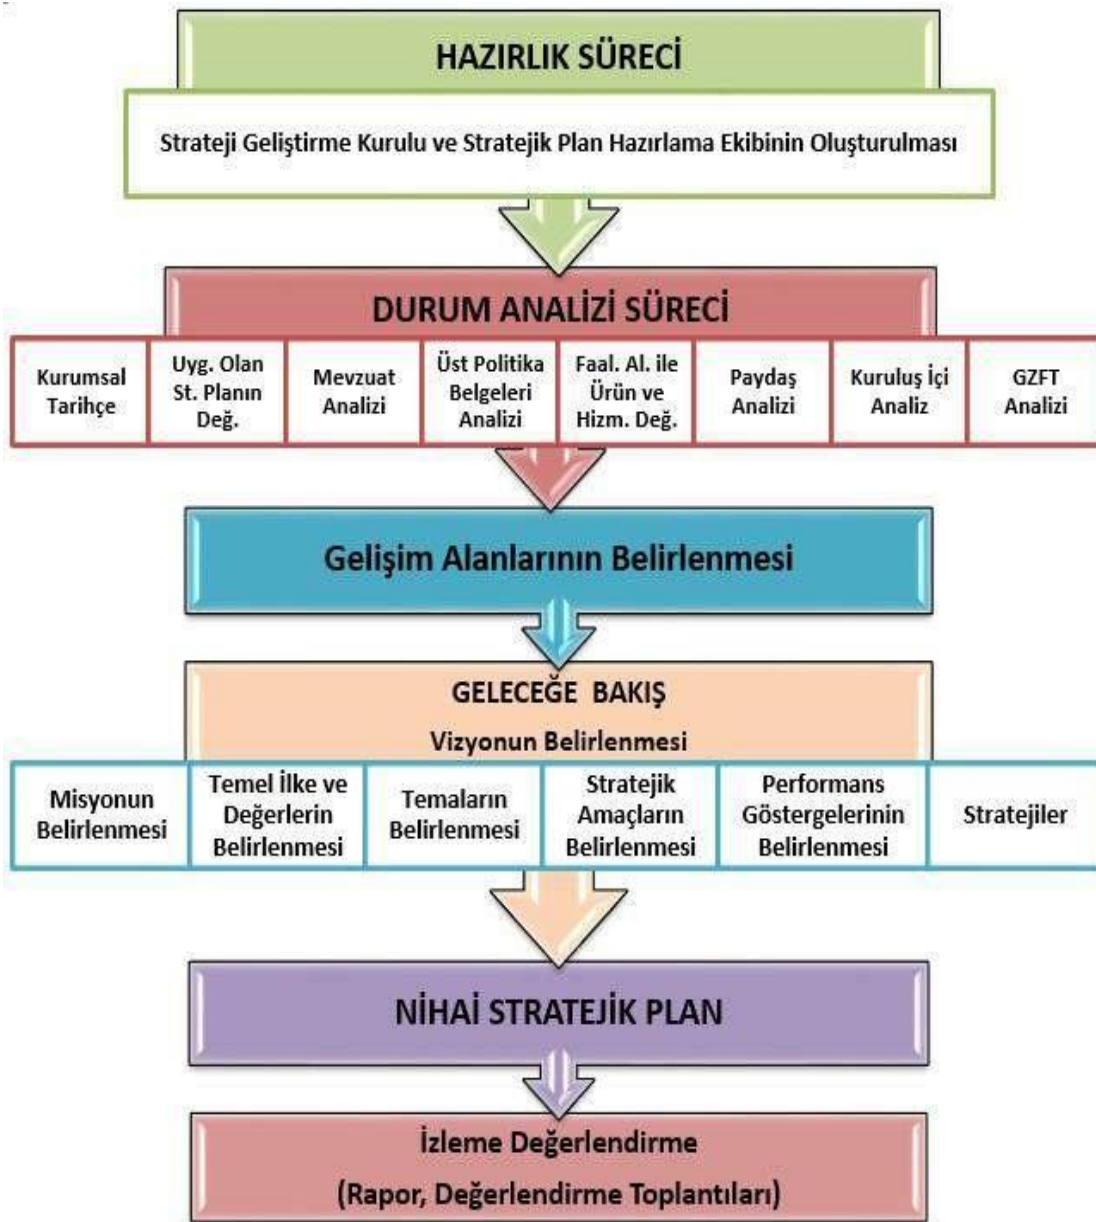 HAZIRLIK SÜRECİ
Strateji Geliştirme Kurulu ve Stratejik Plan Hazırlama Ekibinin Oluşturulması
DURUM ANALİZİ SÜRECİ
Kurumsal
Tarihçe
Uyg. Olan
St. Planın
Değ.
Mevzuat
Analizi
Üst Politika
Belgeleri
Analizi
Faal. Al. ile
Ürün ve
Hizm. Değ.
Paydaş
Analizi
Kuruluş İçi
Analiz
GZFT
Analizi
Gelişim Alanlarının Belirlenmesi
GELECEĞE BAKIŞ
Vizyonun Belirlenmesi
Misyonun
Belirlenmesi
Temel İlke ve
Değerlerin
Belirlenmesi
Temaların
Belirlenmesi
Stratejik
Amaçların
Belirlenmesi
Performans
Göstergelerinin
Belirlenmesi
Stratejiler
NİHAİ STRATEJİK PLAN
İzleme Değerlendirme
(Rapor, Değerlendirme Toplantıları)